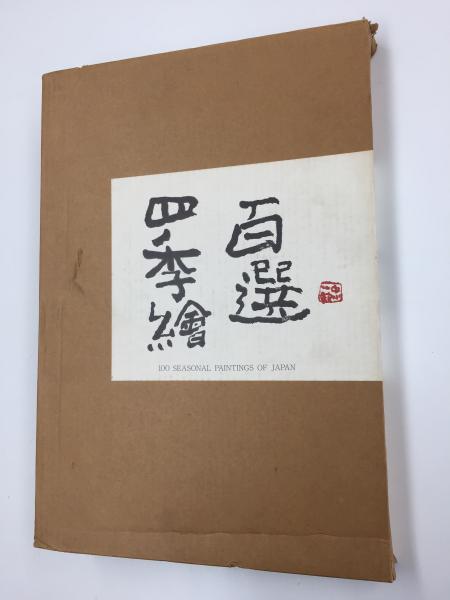 百選
四季繪
100 SEASONAL PAINTINGS OF JAPAN